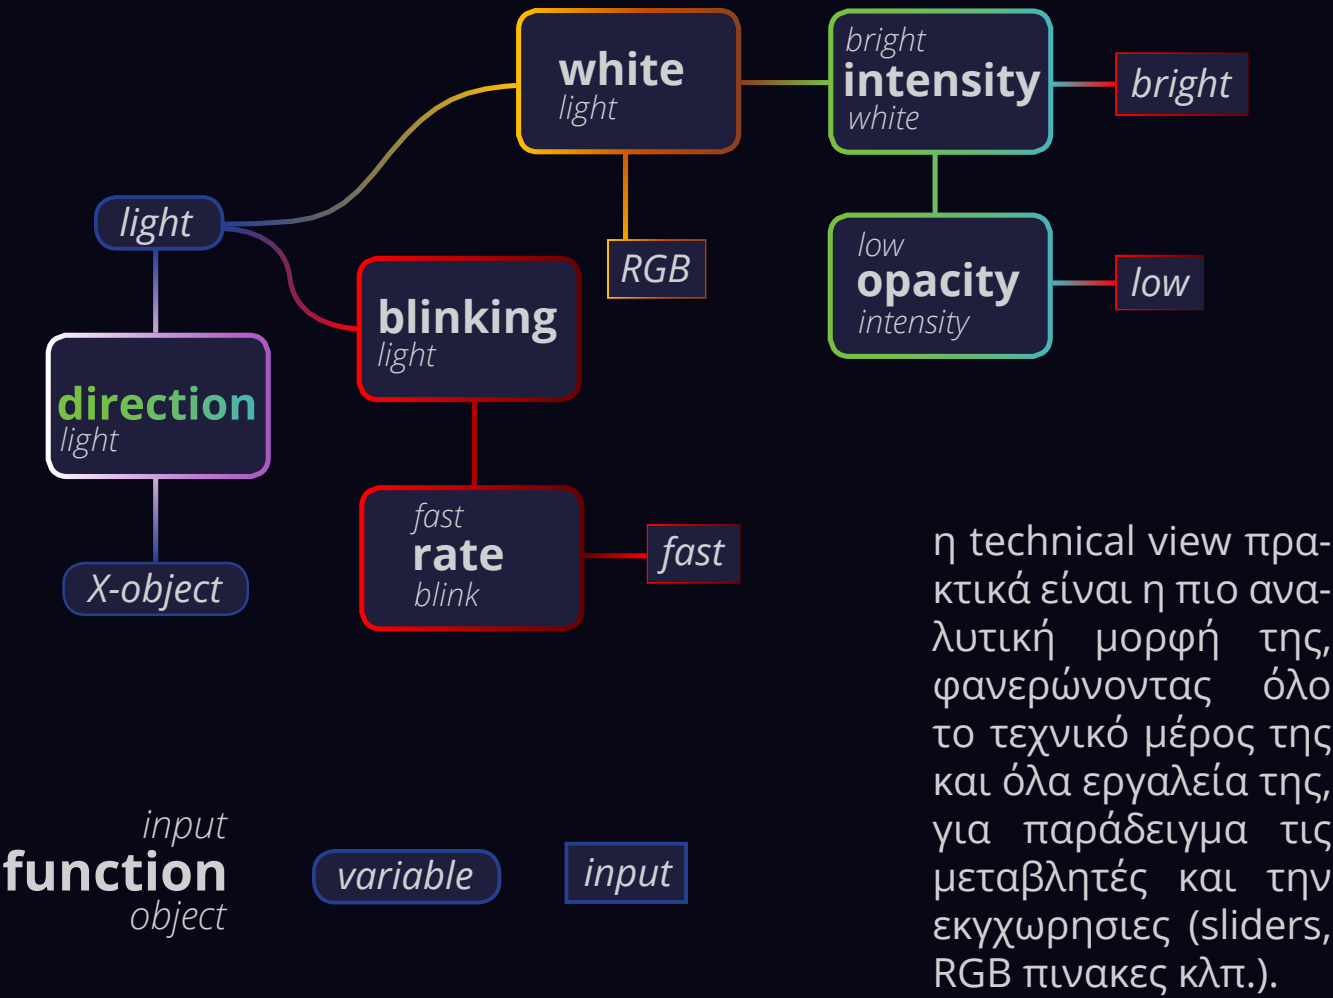 white
light
bright
intensity
white
bright
light
RGB
low
opacity
intensity
low
blinking
light
direction
light
fast
rate
blink
fast
X-object
η technical view πρα-
κτικά είναι η πιο ανα-
λυτική μορφή της,
φανερώνοντας όλο
το τεχνικό μέρος της
και όλα εργαλεία της,
για παράδειγμα τις
μεταβλητές και την
εκγχωρησιες (sliders,
RGB πινακες κλπ.).
input
function
object
variable
input